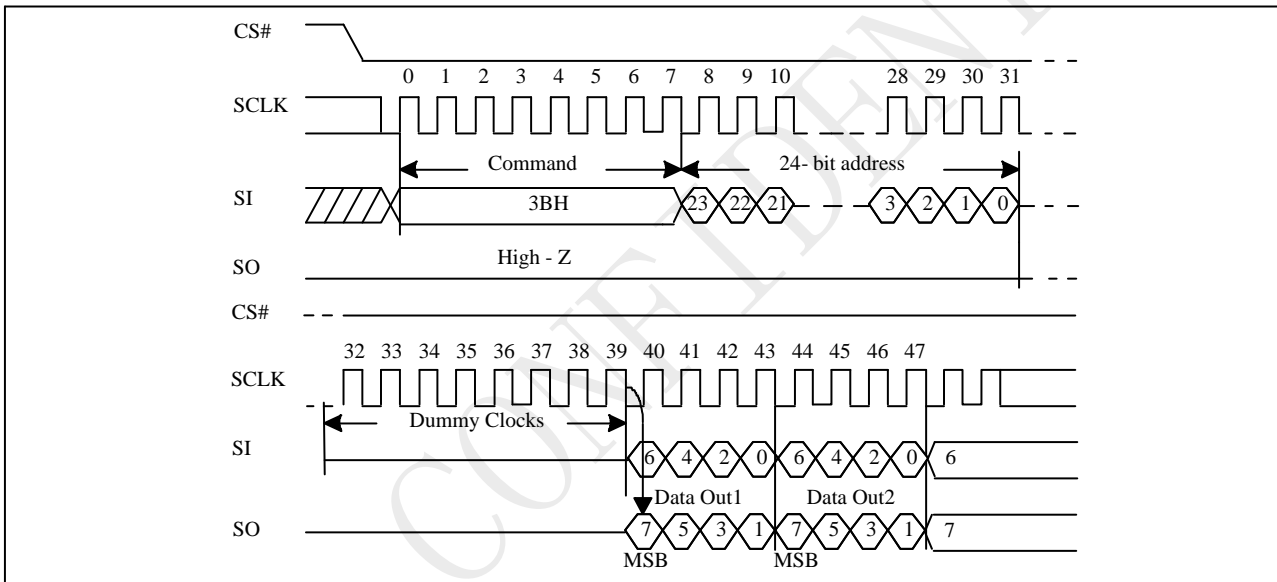 CS#
0 1 2 3 4 5 6 7 8 9 10 28 29 30 31
SCLK
Command 24- bit address
SI 3BH 23 22 21 3 2 1 0
High - Z
SO
CS#
32 33 34 35 36 37 38 39 40 41 42 43 44 45 46 47
SCLK
Dummy Clocks
SI 6 4 2 0 6 4 2 0 6
Data Out1 Data Out2
SO 7 5 3 1 7 5 3 1 7
MSB MSB
CONFIDENT